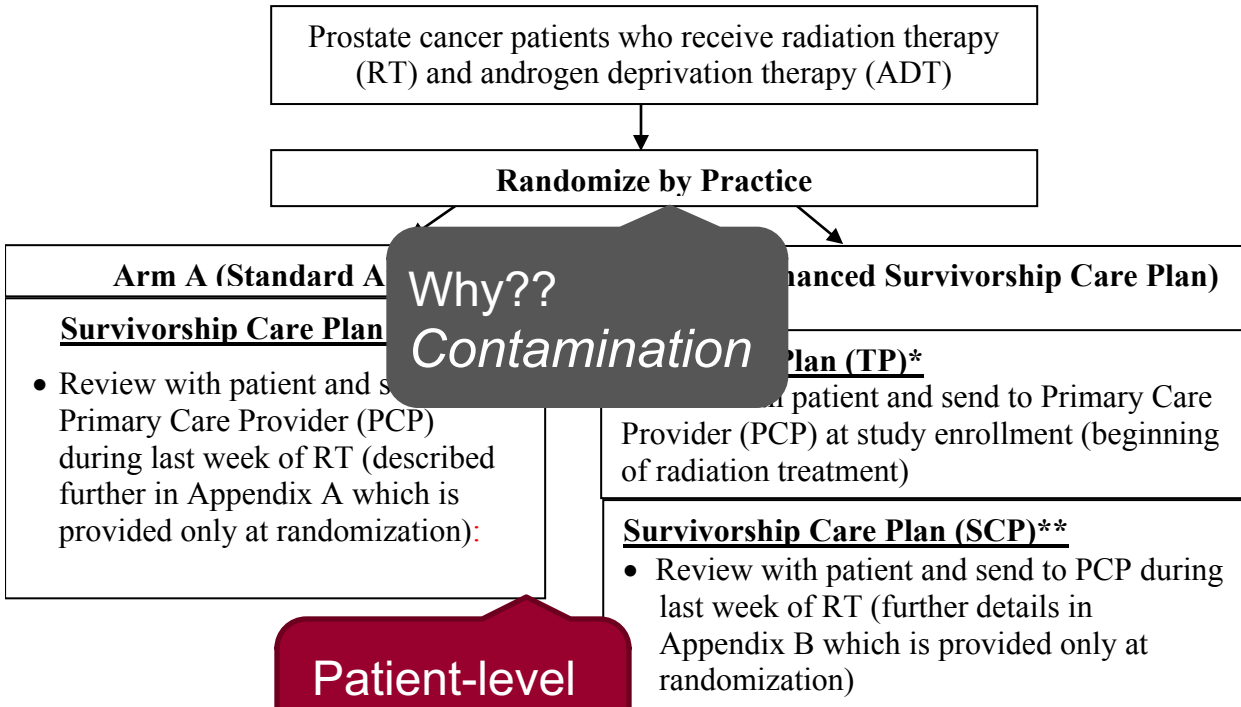 Prostate cancer patients who receive radiation therapy
(RT) and androgen deprivation therapy (ADT)
Randomize by Practice
Arm A (Standard
Why??
Contamination
Survivorship Care Plan)
Survivorship Care Plan
• Review with patient and
Primary Care Provider (PCP)
during last week of RT (described
further in Appendix A which is
provided only at randomization):
Plan (TP)*
patient and send to Primary Care
Provider (PCP) at study enrollment (beginning
of radiation treatment)
Survivorship Care Plan (SCP)**
• Review with patient and send to PCP during
last week of RT (further details in
Appendix B which is provided only at
randomization)
Patient-level